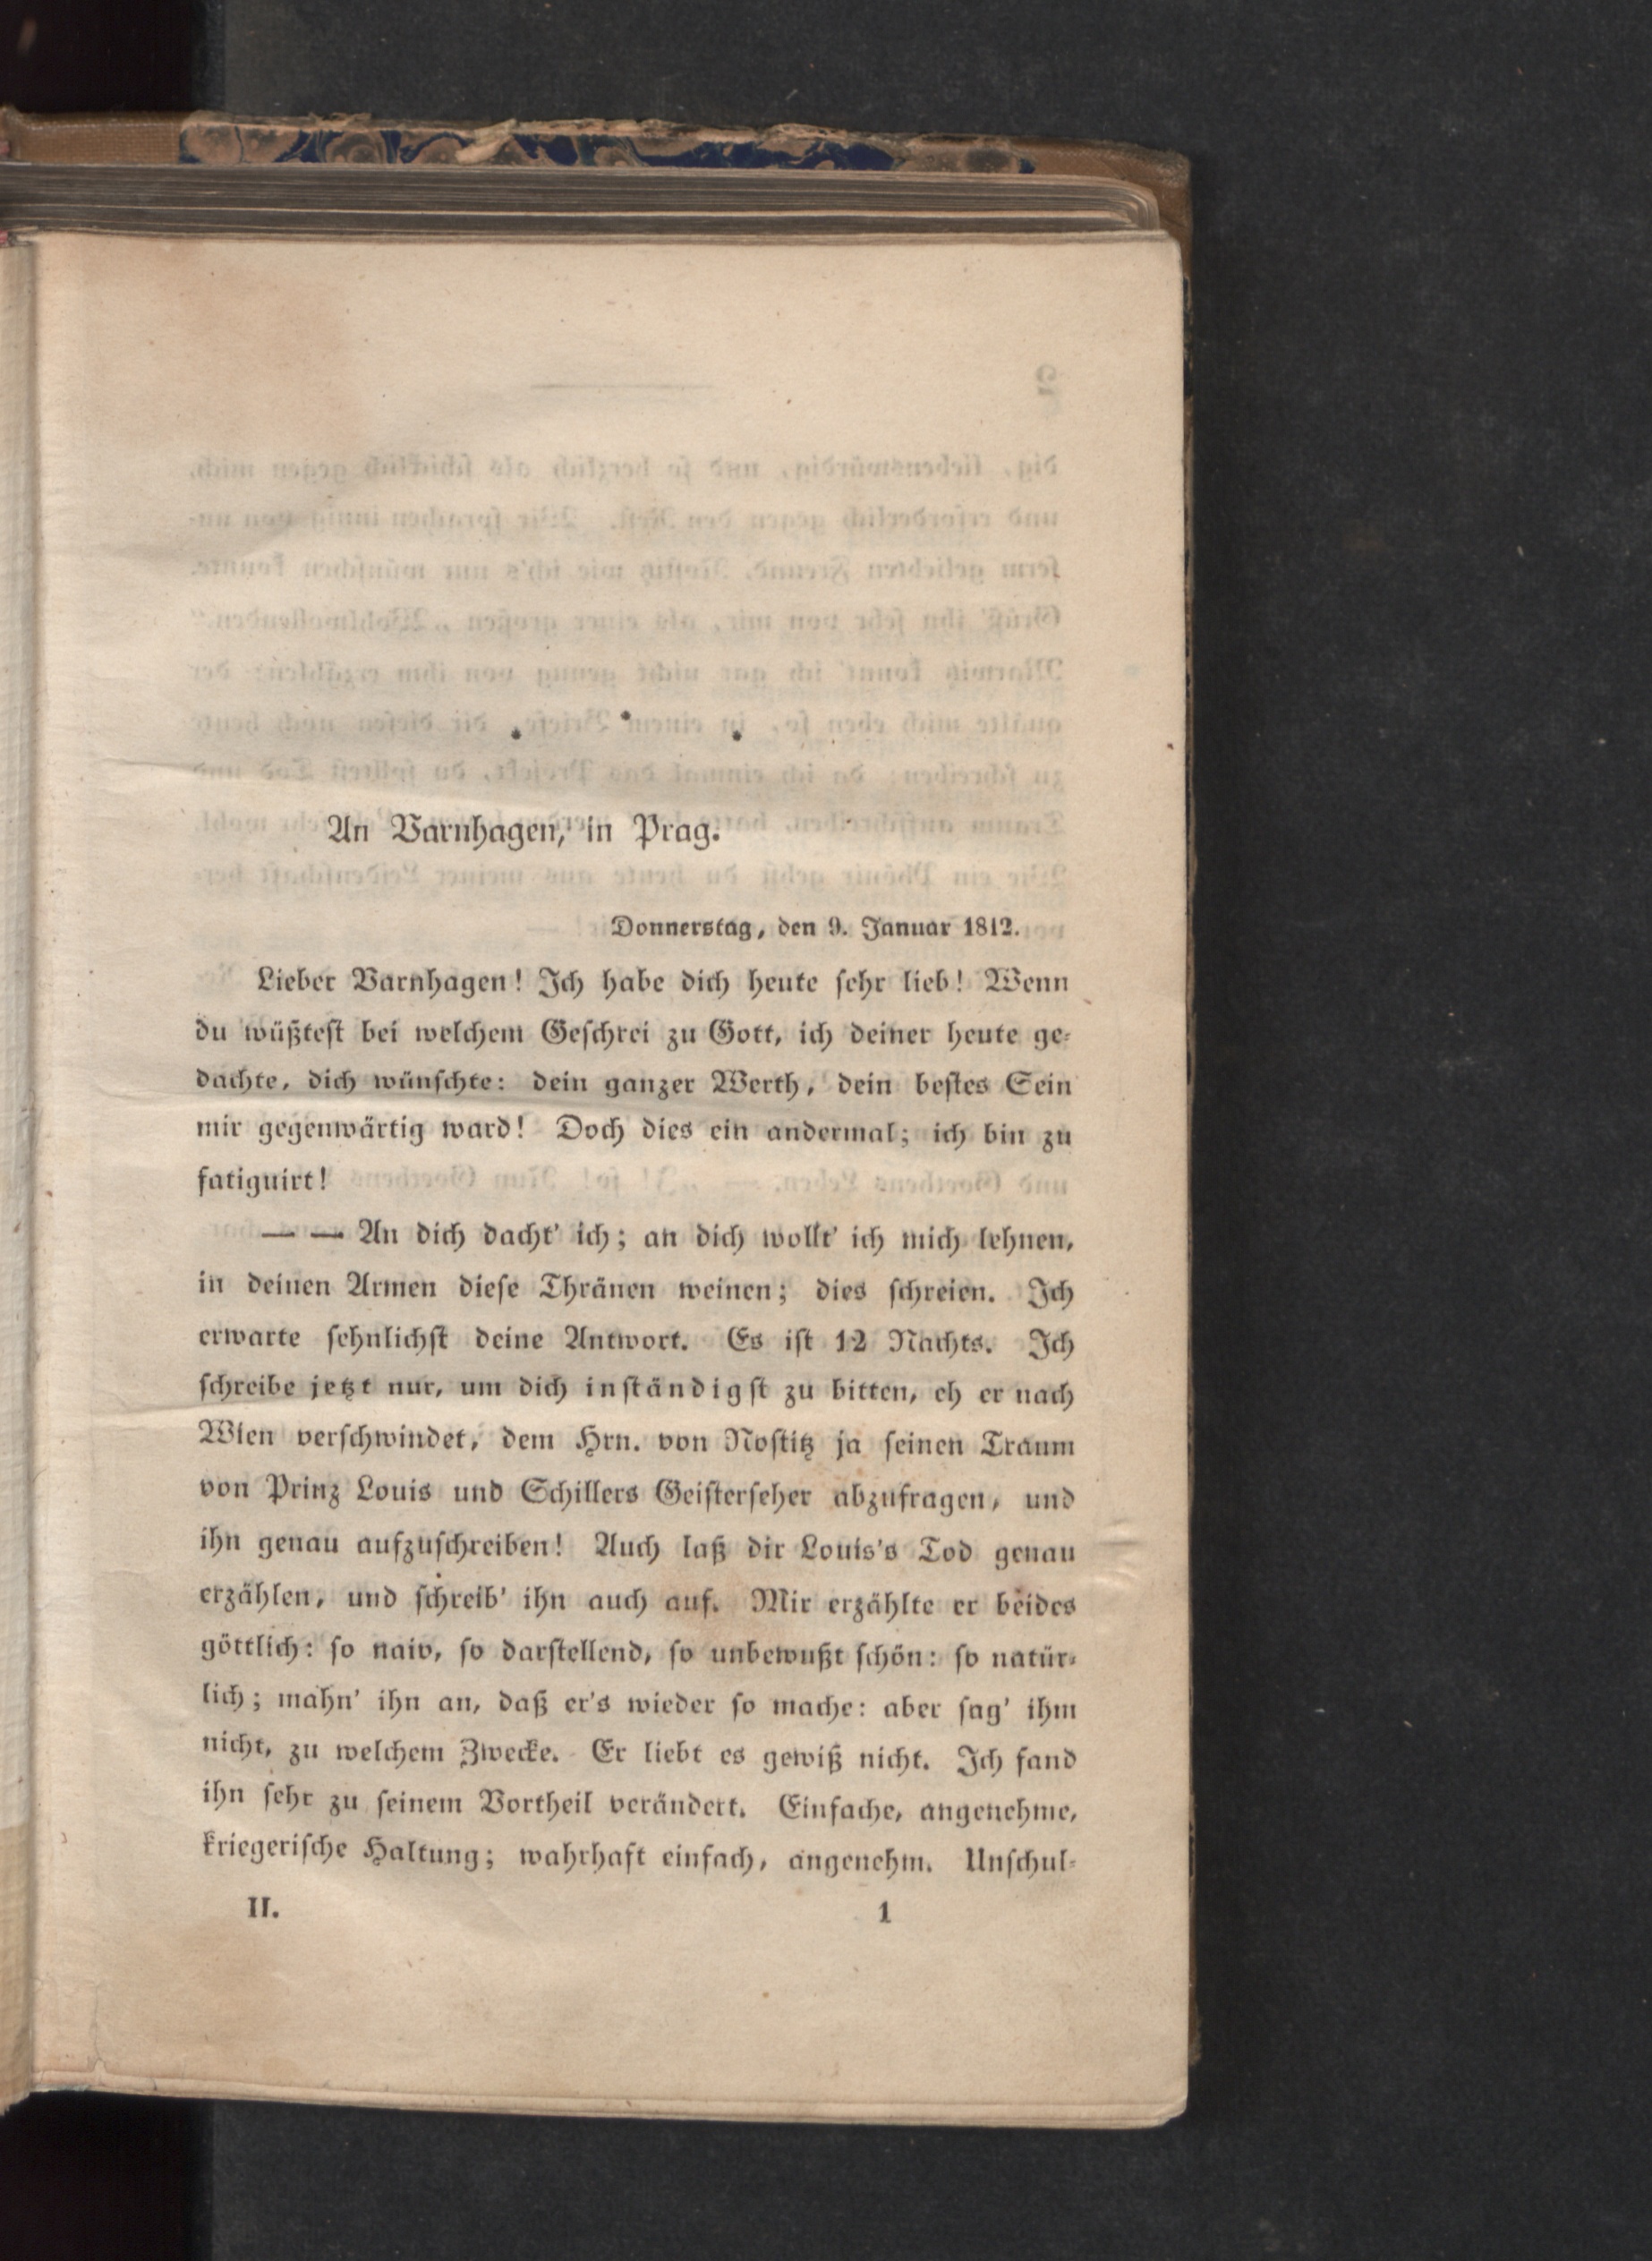 An Varnhagen, in Prag.
Donnerstag, den 9. Januar 1812.
Lieber Varnhagen! Ich habe dich heute ſehr lieb! Wenn
du wüßteſt bei welchem Geſchrei zu Gott, ich deiner heute ge-
dachte, dich wünſchte: dein ganzer Werth, dein beſtes Sein
mir gegenwärtig ward! Doch dies ein andermal; ich bin zu
fatiguirt!
— — An dich dacht' ich; an dich wollt' ich mich lehnen,
in deinen Armen dieſe Thränen weinen; dies ſchreien. Ich
erwarte ſehnlichſt deine Antwort. Es iſt 12 Nachts. Ich
ſchreibe jetzt nur, um dich inſtändigſt zu bitten, eh er nach
Wien verſchwindet, dem Hrn. von Noſtitz ja ſeinen Traum
von Prinz Louis und Schillers Geiſterſeher abzufragen, und
ihn genau aufzuſchreiben! Auch laß dir Louis's Tod genau
erzählen, und ſchreib' ihn auch auf. Mir erzählte er beides
göttlich: ſo naiv, ſo darſtellend, ſo unbewußt ſchön: ſo natür-
lich; mahn' ihn an, daß er's wieder ſo mache: aber ſag' ihm
nicht, zu welchem Zwecke. Er liebt es gewiß nicht. Ich fand
ihn ſehr zu ſeinem Vortheil verändert. Einfache, angenehme,
kriegeriſche Haltung; wahrhaft einfach, angenehm. Unſchul-
II. 1